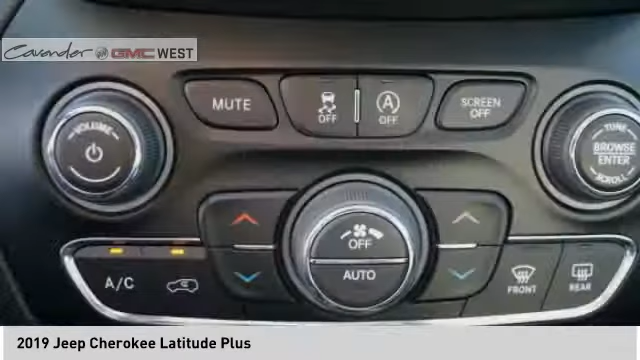 Cavender GMC WEST
VOLUME
MUTE
OFF
OFF
SCREEN
OFF
TUNE
BROWSE
ENTER
SCROLL
OFF
AUTO
A/C
FRONT
REAR
2019 Jeep Cherokee Latitude Plus